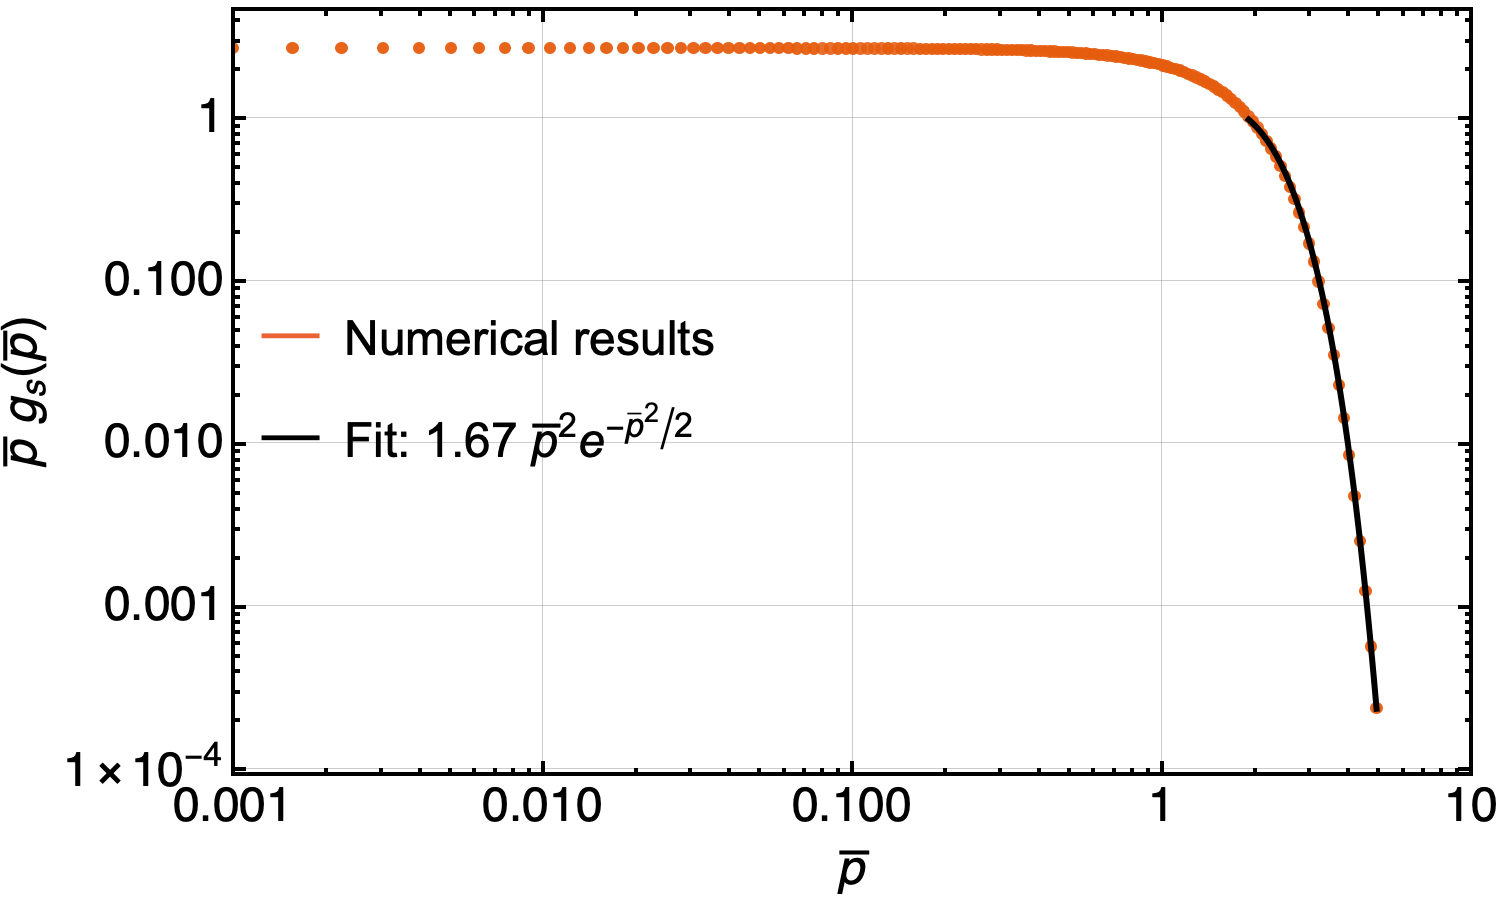 1
0.100
0.010
0.001
1 × 10⁻⁴
p̅ gₛ(p̅)
Numerical results
Fit: 1.67 p̅²e^(-p̅²/2)
0.001 0.010 0.100 1 10
p̅